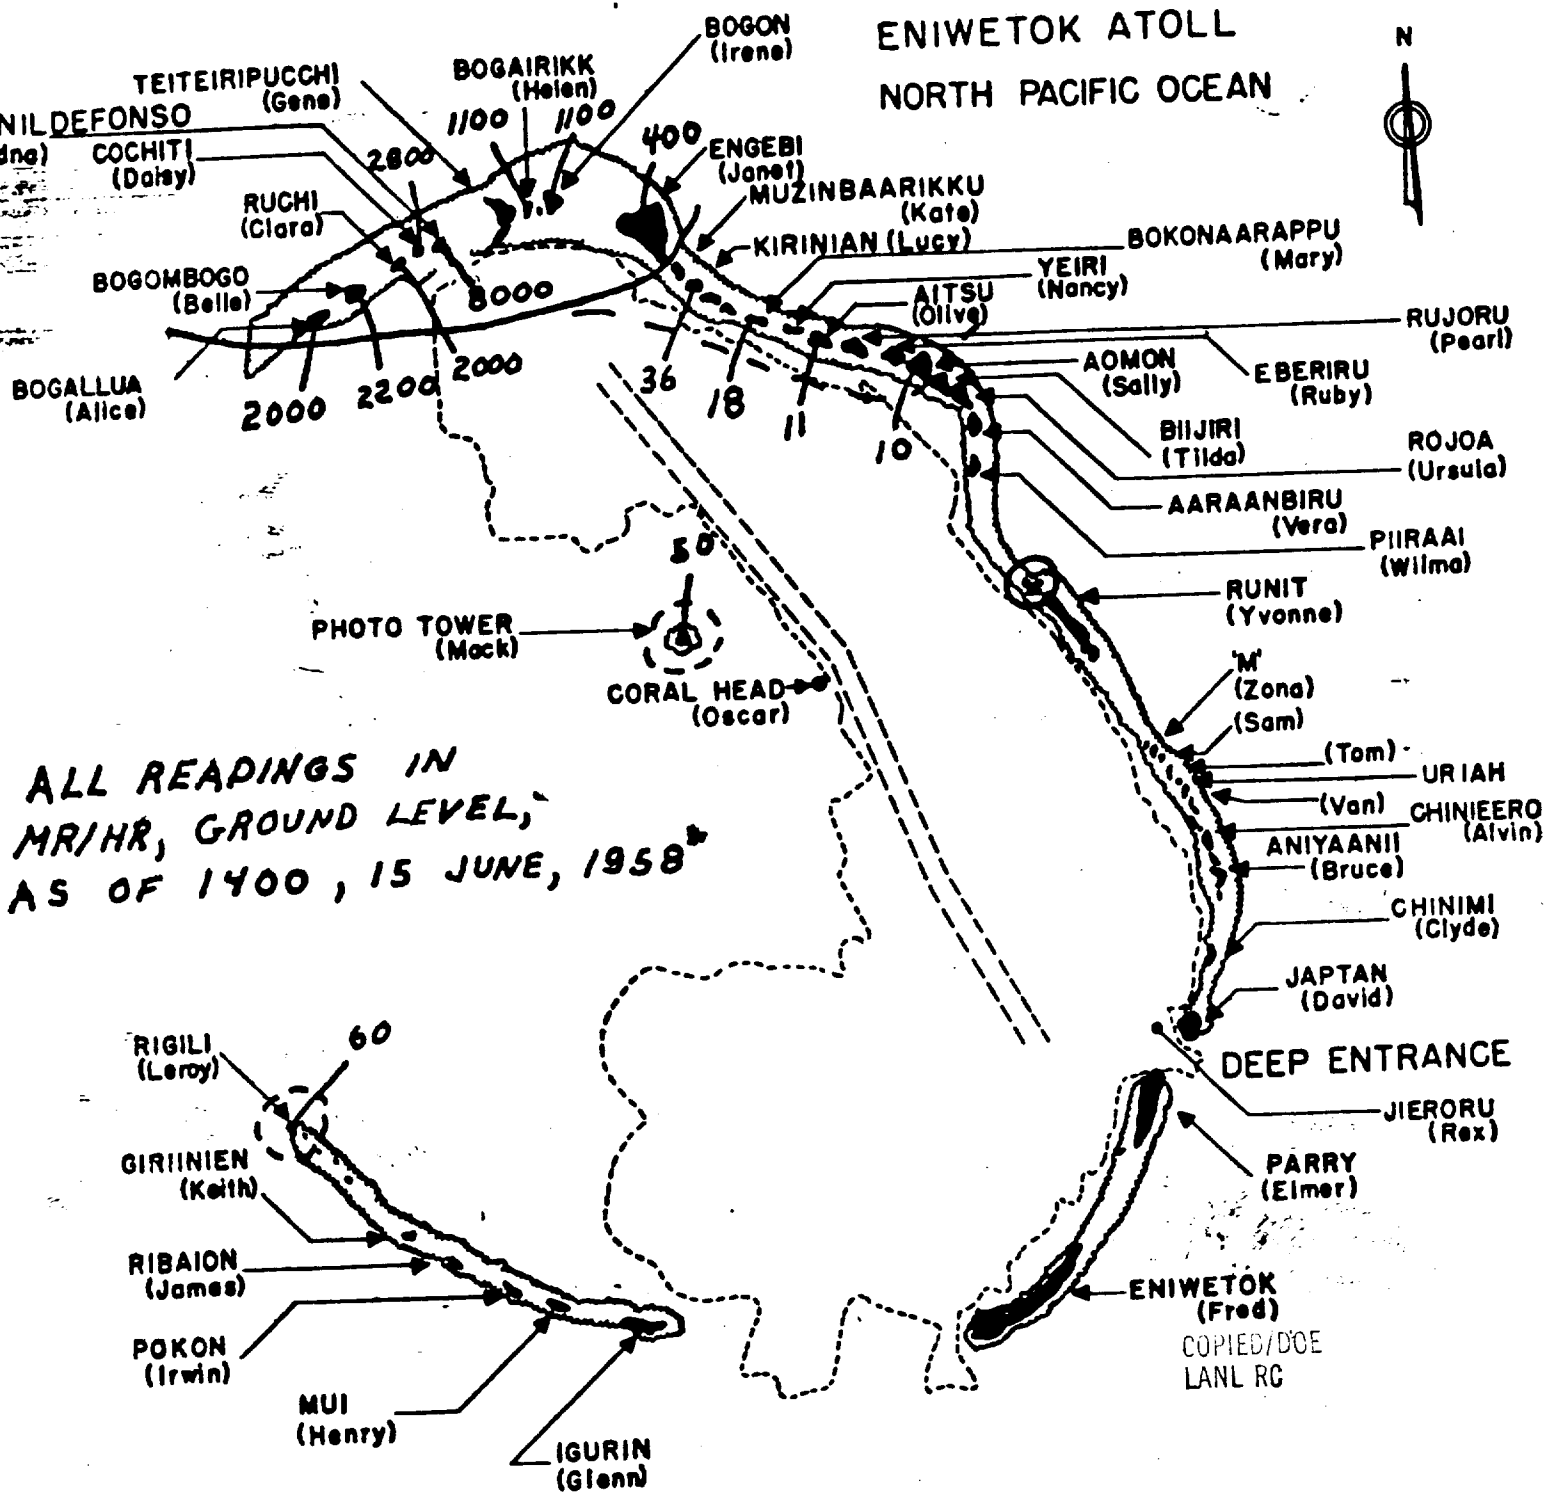 ENIWETOK ATOLL
NORTH PACIFIC OCEAN
N
BOGON
(Irene)
BOGAIRIKK
(Helen)
TEITEIRIPUCCHI
(Gene)
NILDEFONSO
dna)
COCHITI
(Daisy)
RUCHI
(Clara)
BOGOMBOGO
(Belle)
BOGALLUA
(Alice)
1100
1100
400
2800
8000
2000
2200
2000
ENGEBI
(Janet)
MUZINBAARIKKU
(Kate)
KIRINIAN (Lucy)
BOKONAARAPPU
(Mary)
YEIRI
(Nancy)
AITSU
(Olive)
RUJORU
(Pearl)
EBERIRU
(Ruby)
AOMON
(Sally)
BIIJIRI
(Tilda)
ROJOA
(Ursula)
AARAANBIRU
(Vera)
PIIRAAI
(Wilma)
36
18
11
10
50
RUNIT
(Yvonne)
PHOTO TOWER
(Mack)
CORAL HEAD
(Oscar)
'M'
(Zona)
(Sam)
(Tom)
URIAH
(Van)
CHINIEERO
(Alvin)
ANIYAANII
(Bruce)
CHINIMI
(Clyde)
JAPTAN
(David)
DEEP ENTRANCE
JIERORU
(Rex)
PARRY
(Elmer)
ENIWETOK
(Fred)
ALL READINGS IN
MR/HR, GROUND LEVEL,
AS OF 1400, 15 JUNE, 1958*
60
RIGILI
(Leroy)
GIRIINIEN
(Keith)
RIBAION
(James)
POKON
(Irwin)
MUI
(Henry)
IGURIN
(Glenn)
COPIED/DOE
LANL RC